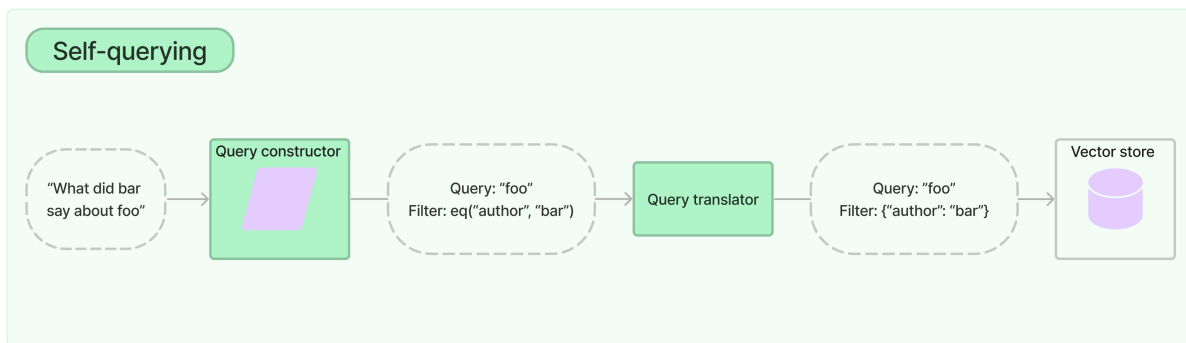 Self-querying
“What did bar
say about foo”
Query constructor
Query: ”foo”
Filter: eq(“author”, “bar”)
Query translator
Query: ”foo”
Filter: {“author”: “bar”}
Vector store